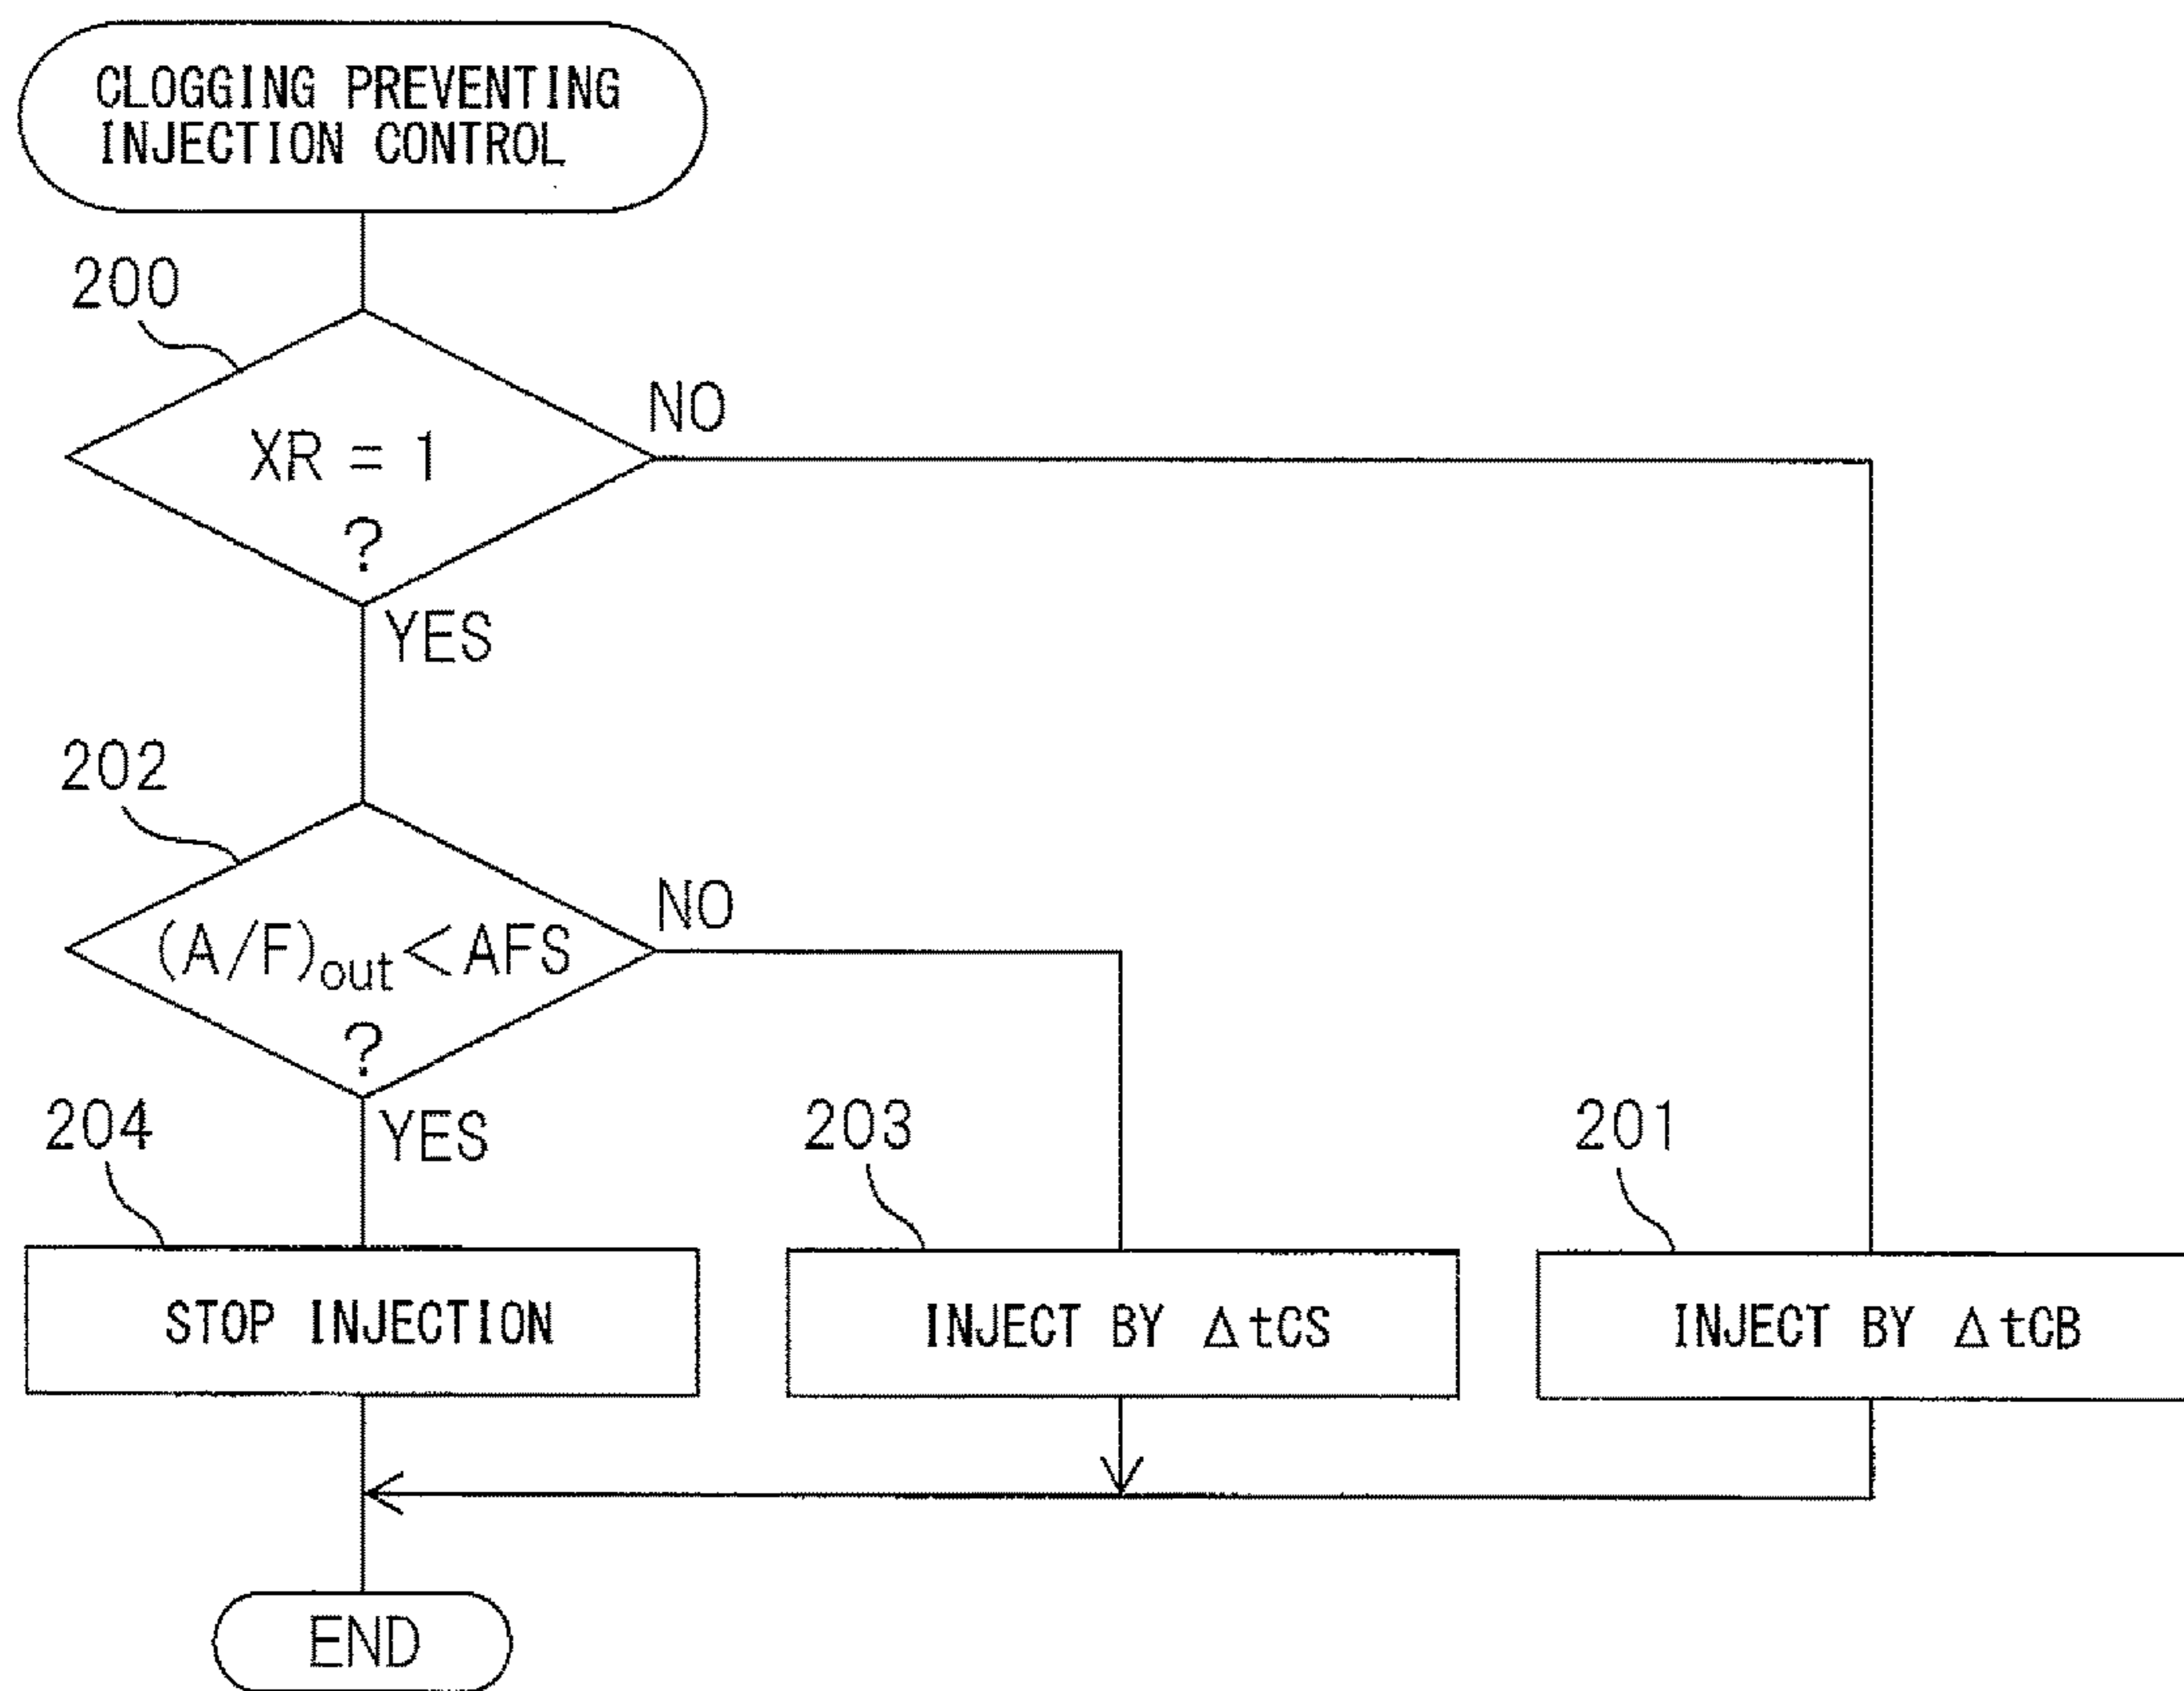 CLOGGING PREVENTING
INJECTION CONTROL
200
XR = 1
?
NO
YES
202
(A/F)out<AFS
?
NO
YES
204
STOP INJECTION
203
INJECT BY ΔtCS
201
INJECT BY ΔtCB
END